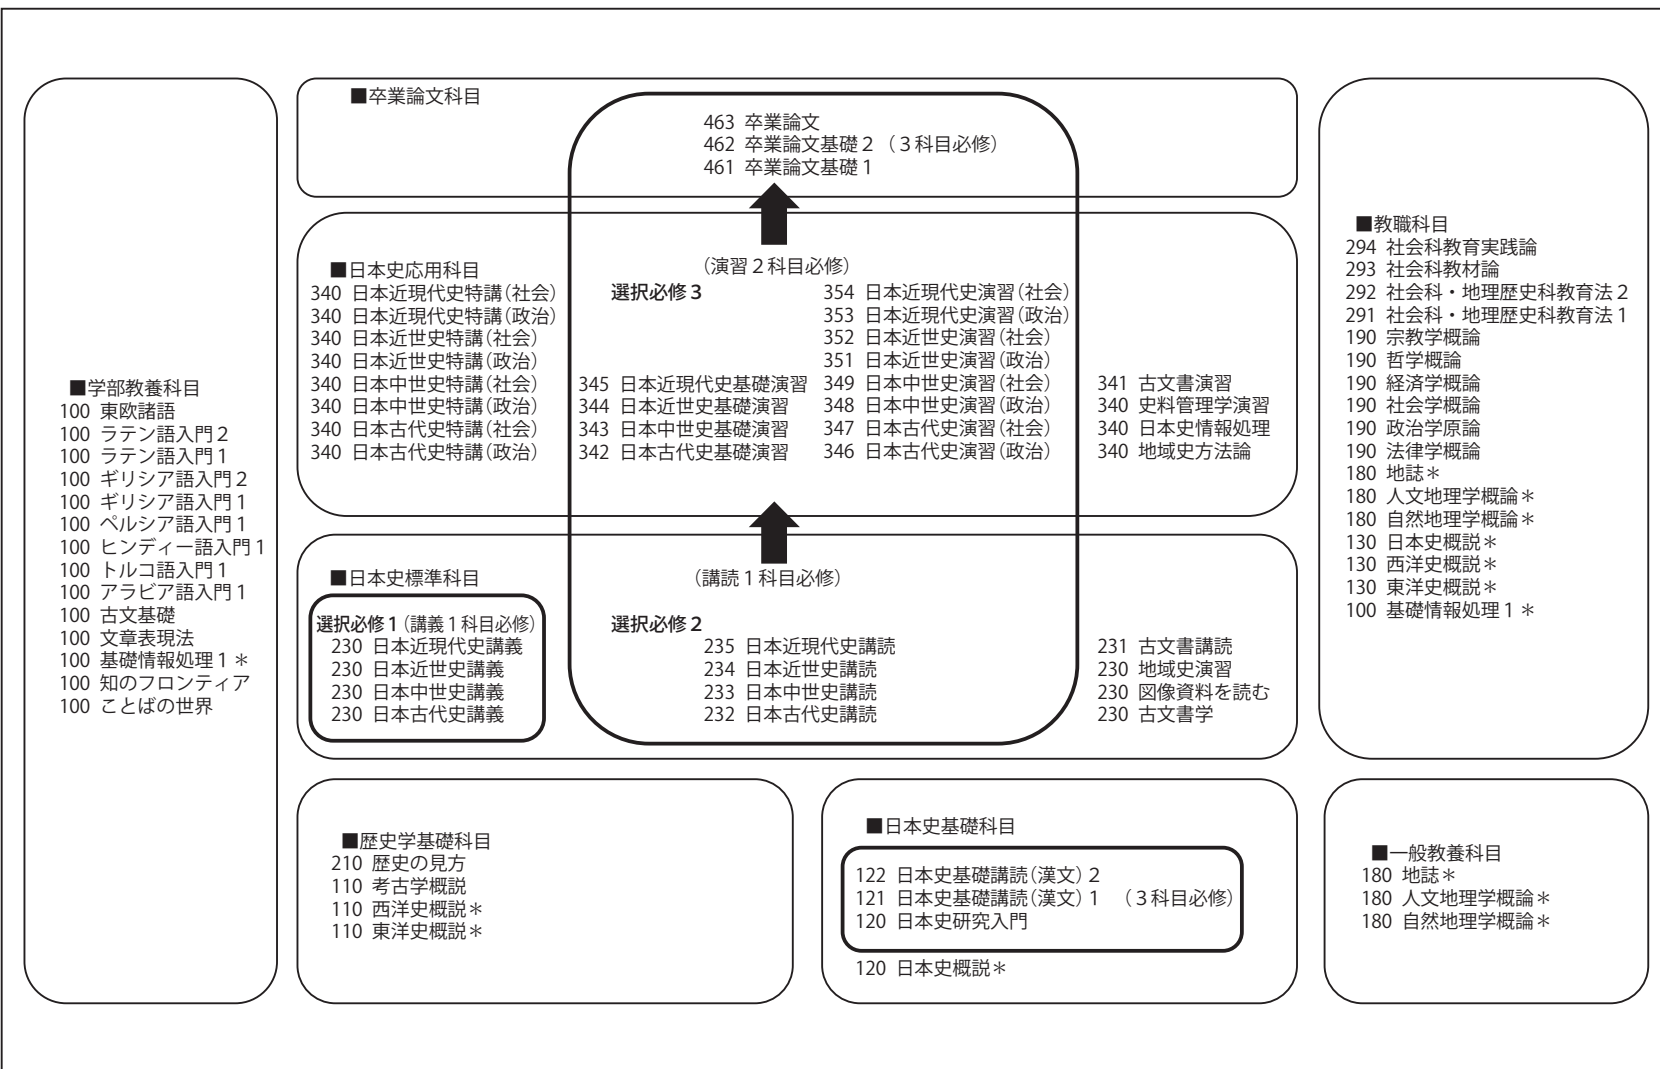 ■学部教養科目
100 東欧諸語
100 ラテン語入門２
100 ラテン語入門１
100 ギリシア語入門２
100 ギリシア語入門１
100 ペルシア語入門１
100 ヒンディー語入門１
100 トルコ語入門１
100 アラビア語入門１
100 古文基礎
100 文章表現法
100 基礎情報処理１＊
100 知のフロンティア
100 ことばの世界
■卒業論文科目
463 卒業論文
462 卒業論文基礎２（３科目必修）
461 卒業論文基礎１
■日本史応用科目
340 日本近現代史特講（社会）
340 日本近現代史特講（政治）
340 日本近世史特講（社会）
340 日本近世史特講（政治）
340 日本中世史特講（社会）
340 日本中世史特講（政治）
340 日本古代史特講（社会）
340 日本古代史特講（政治）
（演習２科目必修）
選択必修３
345 日本近現代史基礎演習
344 日本近世史基礎演習
343 日本中世史基礎演習
342 日本古代史基礎演習
354 日本近現代史演習（社会）
353 日本近現代史演習（政治）
352 日本近世史演習（社会）
351 日本近世史演習（政治）
349 日本中世史演習（社会）
348 日本中世史演習（政治）
347 日本古代史演習（社会）
346 日本古代史演習（政治）
341 古文書演習
340 史料管理学演習
340 日本史情報処理
340 地域史方法論
■日本史標準科目
選択必修１（講義１科目必修）
230 日本近現代史講義
230 日本近世史講義
230 日本中世史講義
230 日本古代史講義
（講読１科目必修）
選択必修２
235 日本近現代史講読
234 日本近世史講読
233 日本中世史講読
232 日本古代史講読
231 古文書講読
230 地域史演習
230 図像資料を読む
230 古文書学
■歴史学基礎科目
210 歴史の見方
110 考古学概説
110 西洋史概説＊
110 東洋史概説＊
■日本史基礎科目
122 日本史基礎講読（漢文）２
121 日本史基礎講読（漢文）１ （３科目必修）
120 日本史研究入門
120 日本史概説＊
■教職科目
294 社会科教育実践論
293 社会科教材論
292 社会科・地理歴史科教育法２
291 社会科・地理歴史科教育法１
190 宗教学概論
190 哲学概論
190 経済学概論
190 社会学概論
190 政治学原論
190 法律学概論
180 地誌＊
180 人文地理学概論＊
180 自然地理学概論＊
130 日本史概説＊
130 西洋史概説＊
130 東洋史概説＊
100 基礎情報処理１＊
■一般教養科目
180 地誌＊
180 人文地理学概論＊
180 自然地理学概論＊